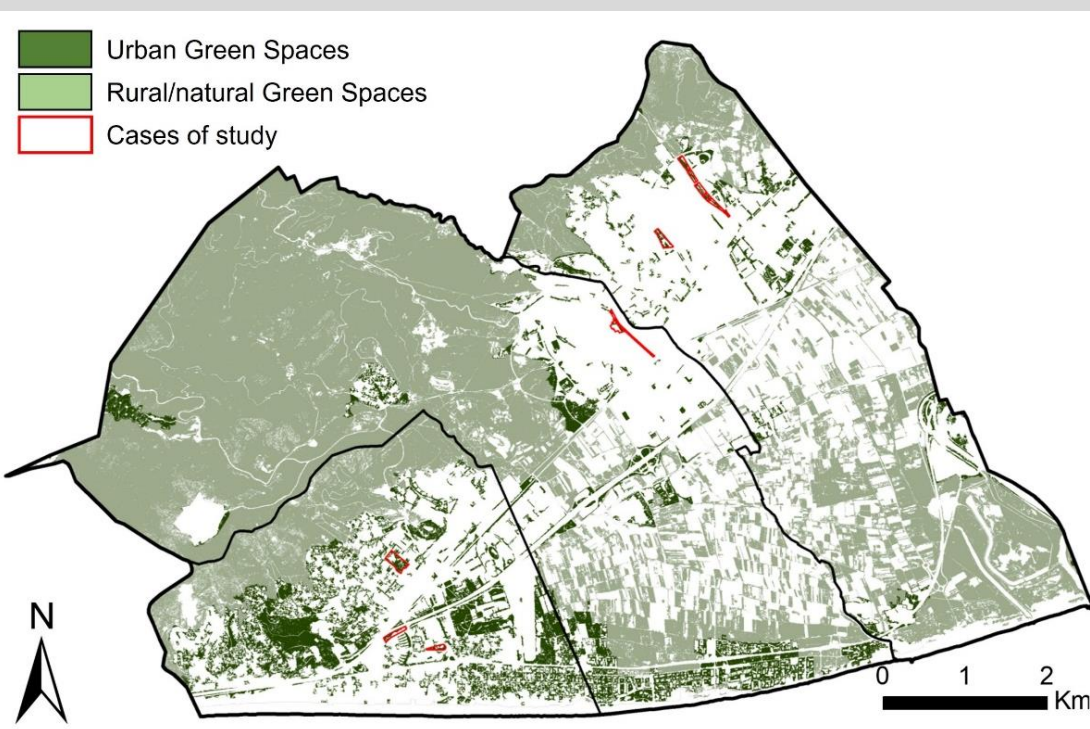 Urban Green Spaces
Rural/natural Green Spaces
Cases of study
N
0 1 2
Km